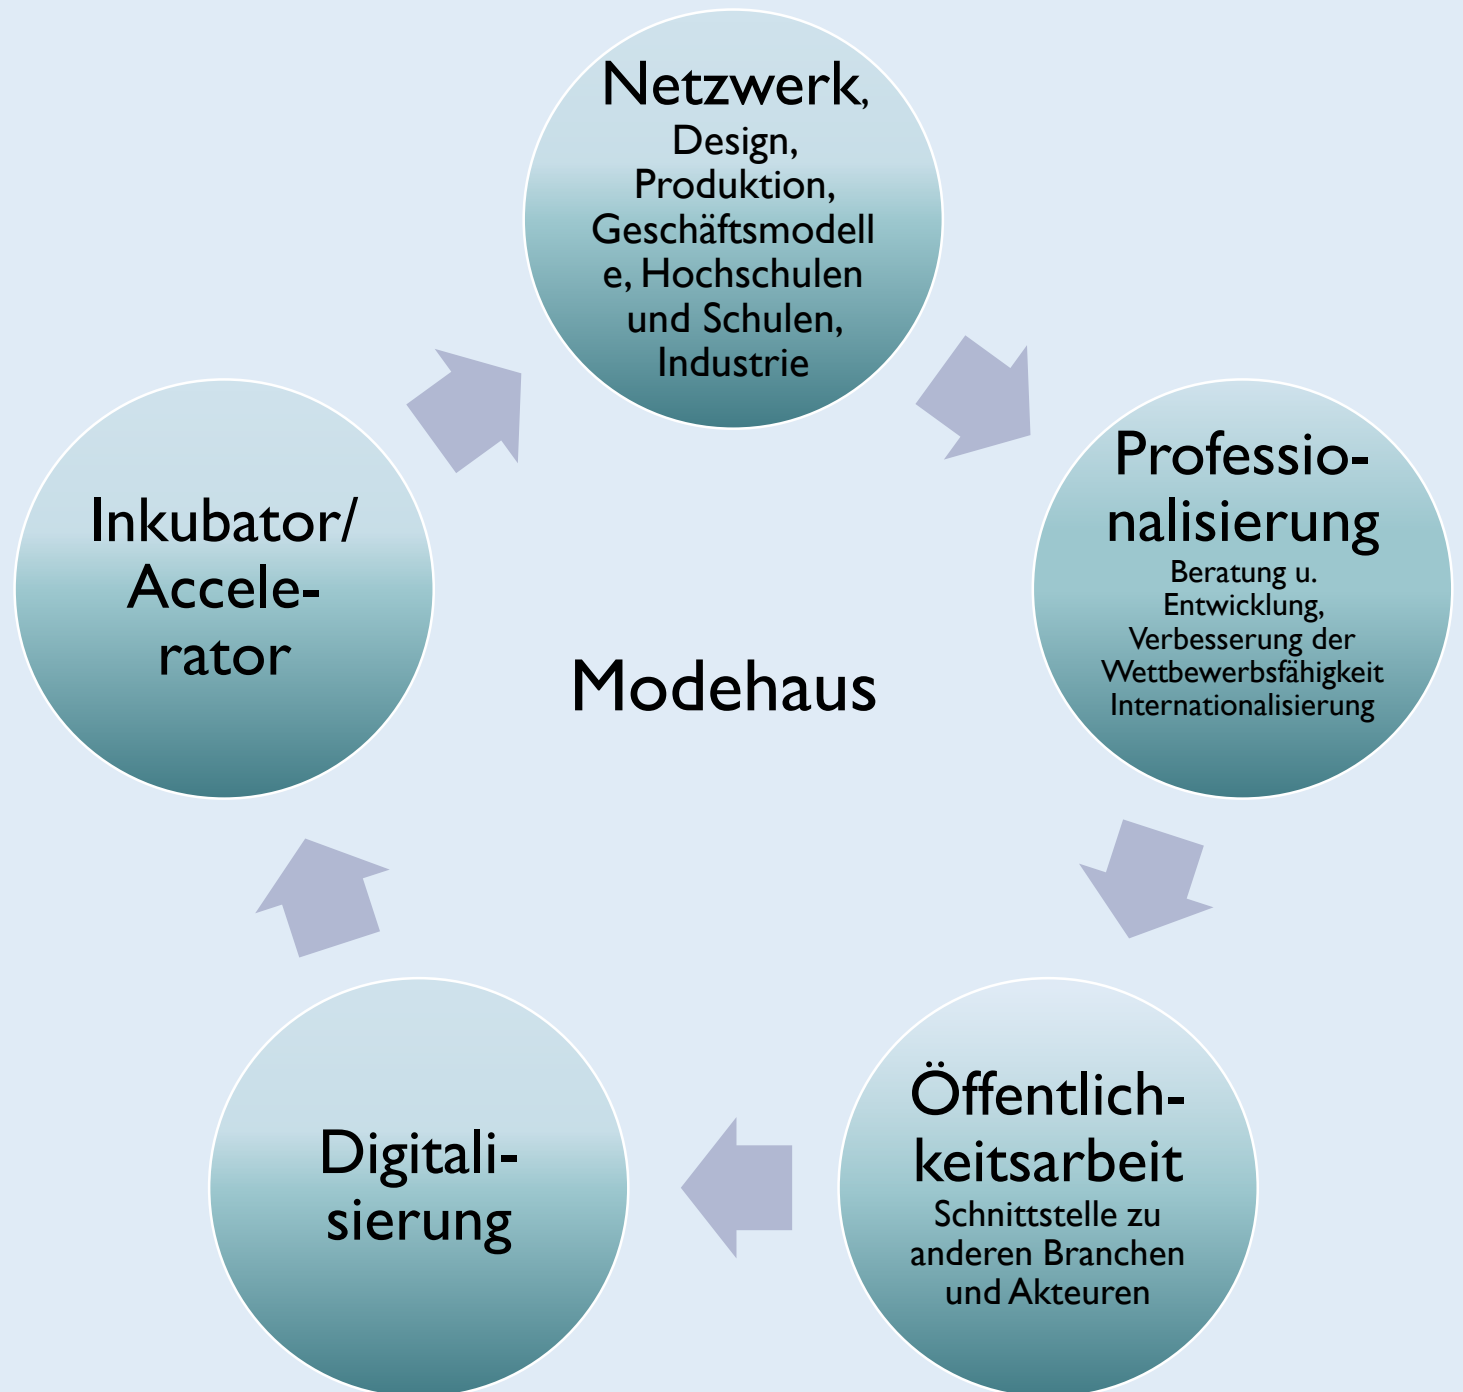 Netzwerk,
Design,
Produktion,
Geschäftsmodell
e, Hochschulen
und Schulen,
Industrie
Professio-
nalisierung
Beratung u.
Entwicklung,
Verbesserung der
Wettbewerbsfähigkeit
Internationalisierung
Öffentlich-
keitsarbeit
Schnittstelle zu
anderen Branchen
und Akteuren
Digitali-
sierung
Inkubator/
Accele-
rator
Modehaus